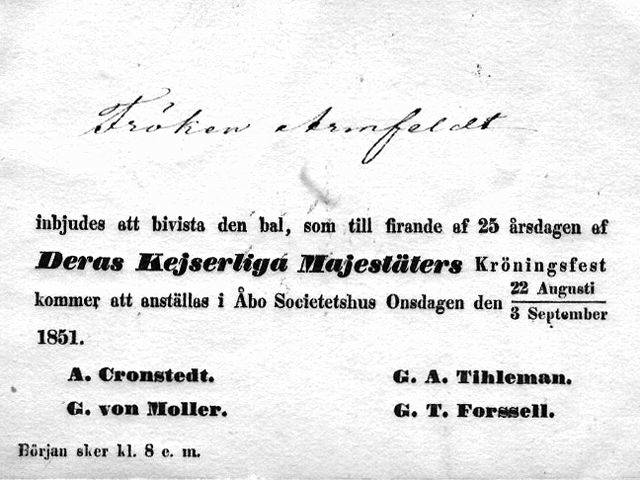 Fröken Armfeldt
inbjudes att bivista den bal, som till firande af 25 årsdagen af
Deras Kejserliga Majestäters Kröningsfest
kommer att anställas i Åbo Societetshus Onsdagen den 22 Augusti / 3 September
1851.
A. Cronstedt. G. A. Tihleman.
G. von Moller. G. T. Forssell.
Början sker kl. 8 e. m.